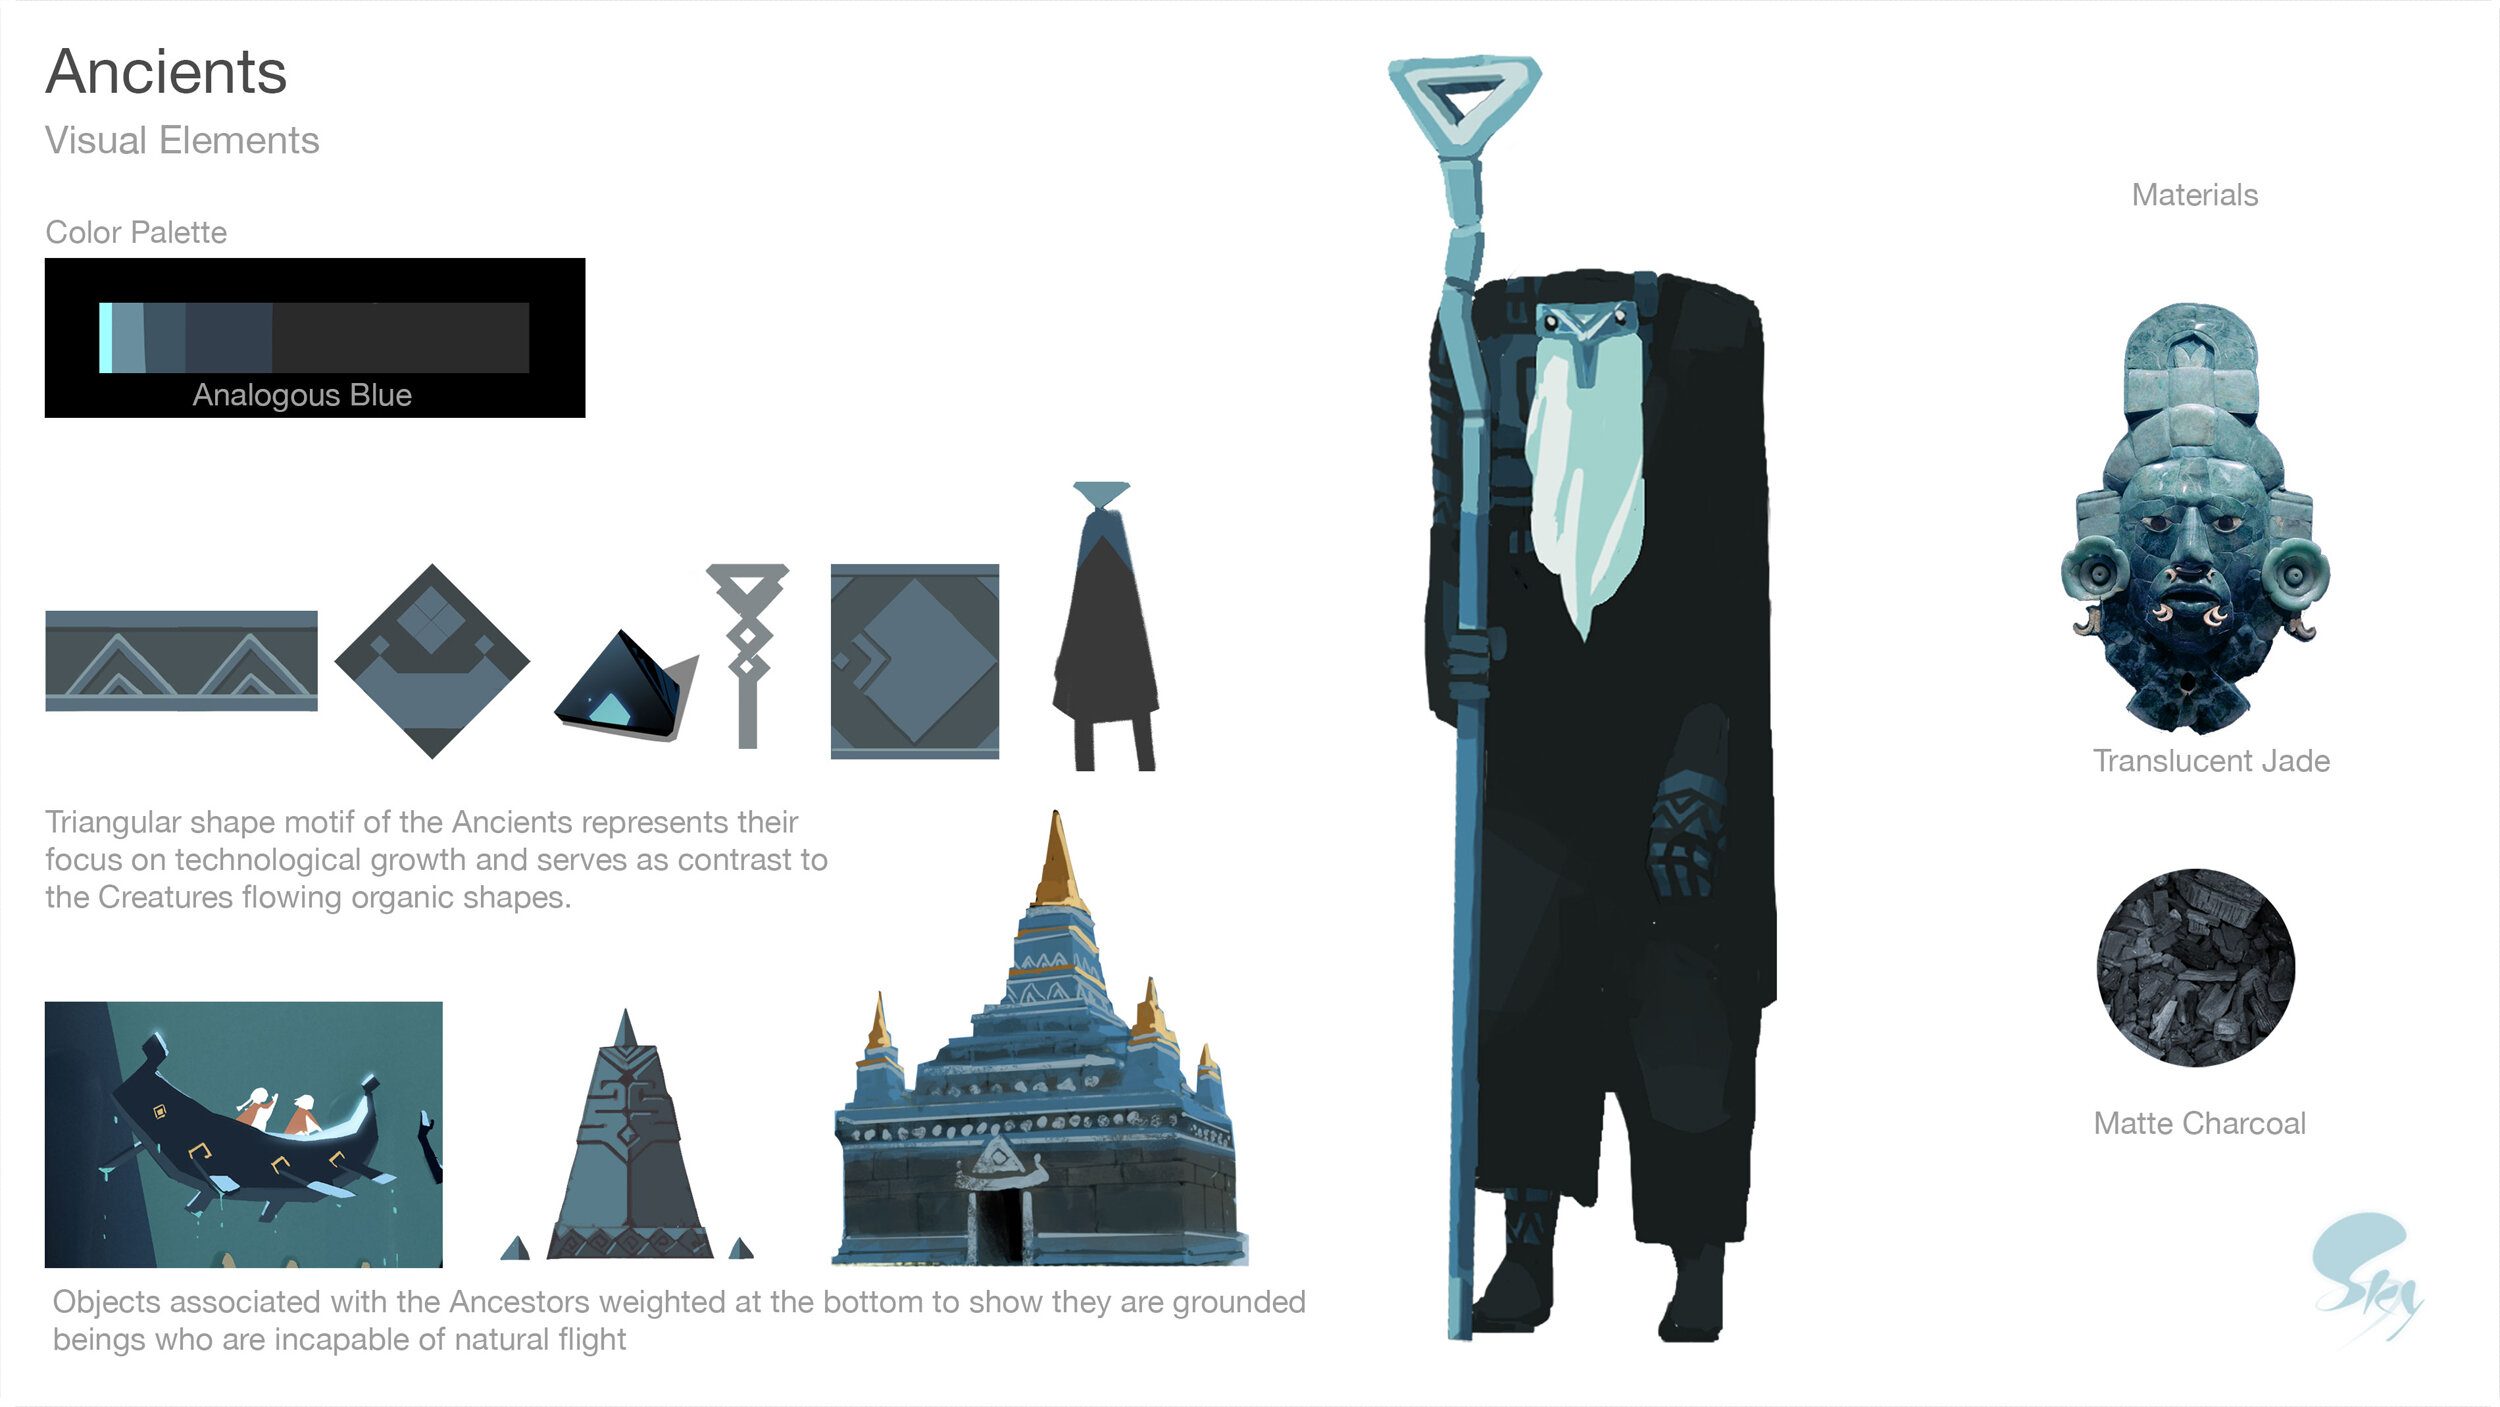 Ancients
Visual Elements
Color Palette
Analogous Blue
Triangular shape motif of the Ancients represents their
focus on technological growth and serves as contrast to
the Creatures flowing organic shapes.
Objects associated with the Ancestors weighted at the bottom to show they are grounded
beings who are incapable of natural flight
Materials
Translucent Jade
Matte Charcoal
Sky